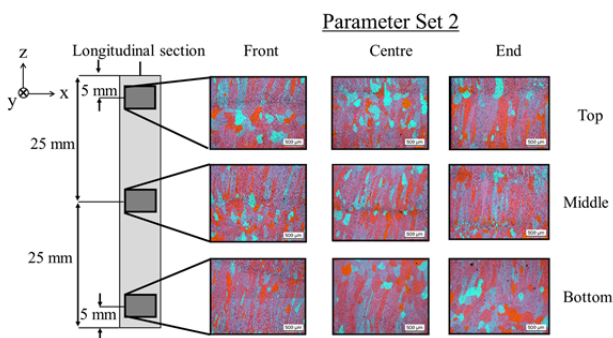 Parameter Set 2
Longitudinal section
Front
Centre
End
z
y
x
5 mm
25 mm
25 mm
5 mm
Top
Middle
Bottom
500 µm
500 µm
500 µm
500 µm
500 µm
500 µm
500 µm
500 µm
500 µm